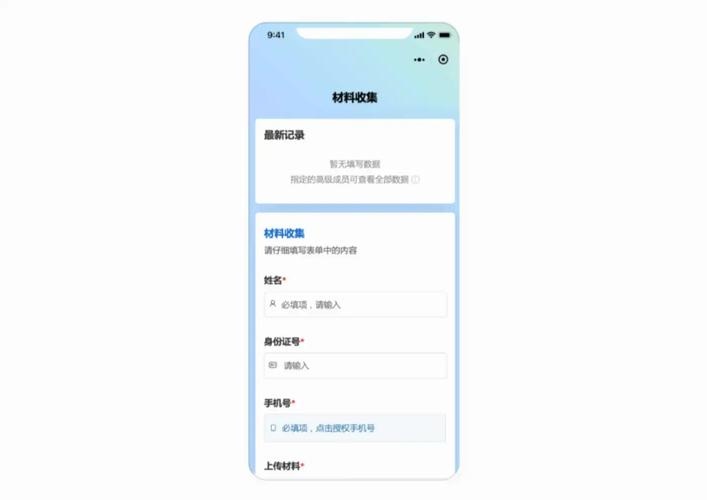 9:41
材料收集
最新记录
暂无填写数据
指定的高级成员可查看全部数据
材料收集
请仔细填写表单中的内容
姓名*
必填项，请输入
身份证号*
请输入
手机号*
必填项，点击授权手机号
上传材料*